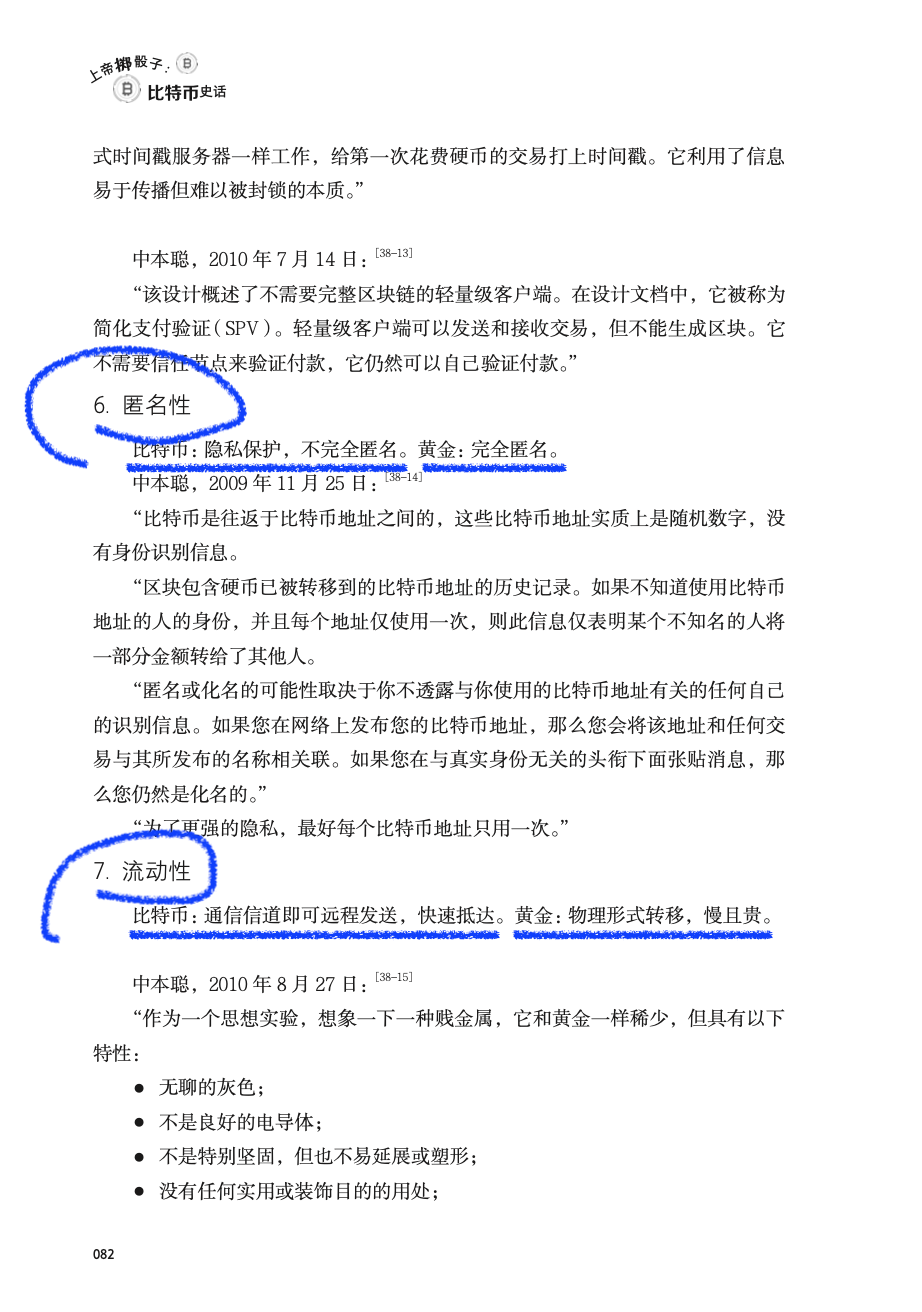 上帝掷骰子：
比特币史话
式时间戳服务器一样工作，给第一次花费硬币的交易打上时间戳。它利用了信息
易于传播但难以被封锁的本质。”
中本聪，2010 年 7 月 14 日：[38-13]
“该设计概述了不需要完整区块链的轻量级客户端。在设计文档中，它被称为
简化支付验证（SPV）。轻量级客户端可以发送和接收交易，但不能生成区块。它
不需要信任节点来验证付款，它仍然可以自己验证付款。”
6. 匿名性
比特币：隐私保护，不完全匿名。黄金：完全匿名。
中本聪，2009 年 11 月 25 日：[38-14]
“比特币是往返于比特币地址之间的，这些比特币地址实质上是随机数字，没
有身份识别信息。
“区块包含硬币已被转移到的比特币地址的历史记录。如果不知道使用比特币
地址的人的身份，并且每个地址仅使用一次，则此信息仅表明某个不知名的人将
一部分金额转给了其他人。
“匿名或化名的可能性取决于你不透露与你使用的比特币地址有关的任何自己
的识别信息。如果您在网络上发布您的比特币地址，那么您会将该地址和任何交
易与其所发布的名称相关联。如果您在与真实身份无关的头衔下面张贴消息，那
么您仍然是化名的。”
“为了更强的隐私，最好每个比特币地址只用一次。”
7. 流动性
比特币：通信信道即可远程发送，快速抵达。黄金：物理形式转移，慢且贵。
中本聪，2010 年 8 月 27 日：[38-15]
“作为一个思想实验，想象一下一种贱金属，它和黄金一样稀少，但具有以下
特性：
● 无聊的灰色；
● 不是良好的电导体；
● 不是特别坚固，但也不易延展或塑形；
● 没有任何实用或装饰目的的用处；
082